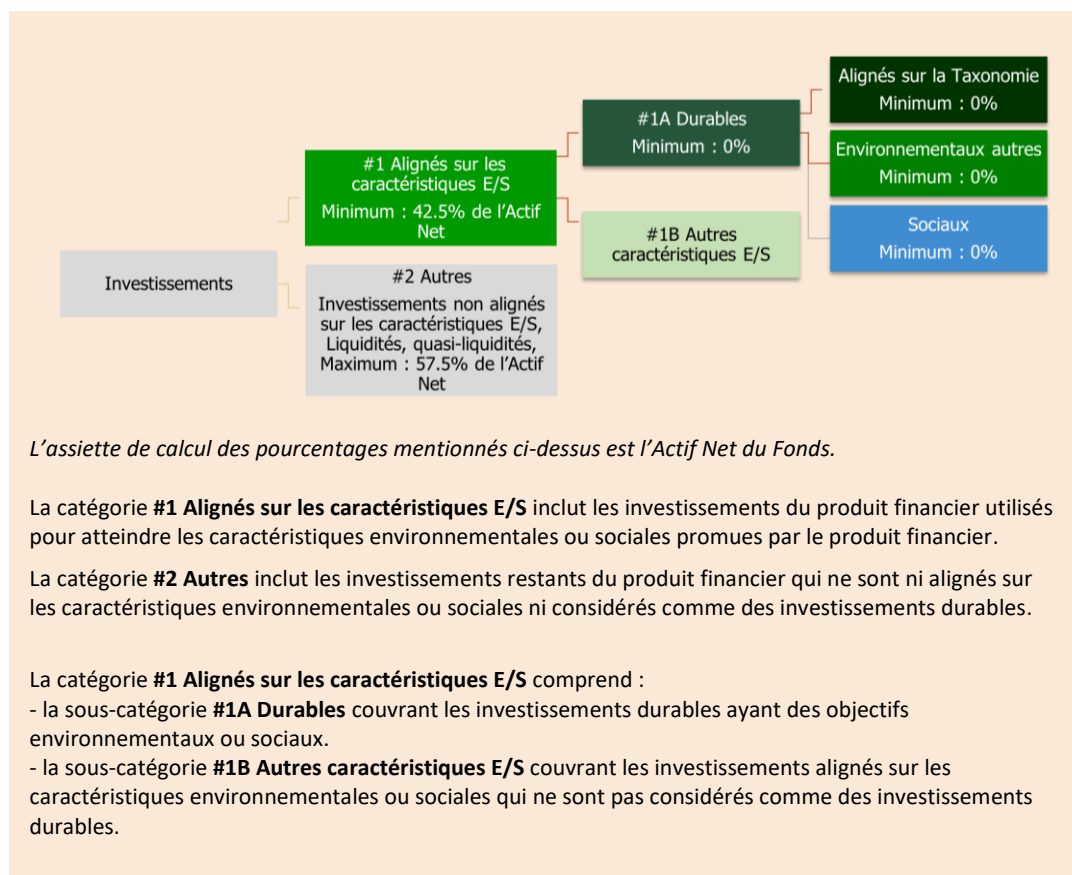 Investissements
#1 Alignés sur les
caractéristiques E/S
Minimum : 42.5% de l’Actif
Net
#2 Autres
Investissements non alignés
sur les caractéristiques E/S,
Liquidités, quasi-liquidités,
Maximum : 57.5% de l’Actif
Net
#1A Durables
Minimum : 0%
#1B Autres
caractéristiques E/S
Alignés sur la Taxonomie
Minimum : 0%
Environnementaux autres
Minimum : 0%
Sociaux
Minimum : 0%
L’assiette de calcul des pourcentages mentionnés ci-dessus est l’Actif Net du Fonds.
La catégorie #1 Alignés sur les caractéristiques E/S inclut les investissements du produit financier utilisés
pour atteindre les caractéristiques environnementales ou sociales promues par le produit financier.
La catégorie #2 Autres inclut les investissements restants du produit financier qui ne sont ni alignés sur
les caractéristiques environnementales ou sociales ni considérés comme des investissements durables.
La catégorie #1 Alignés sur les caractéristiques E/S comprend :
- la sous-catégorie #1A Durables couvrant les investissements durables ayant des objectifs
environnementaux ou sociaux.
- la sous-catégorie #1B Autres caractéristiques E/S couvrant les investissements alignés sur les
caractéristiques environnementales ou sociales qui ne sont pas considérés comme des investissements
durables.